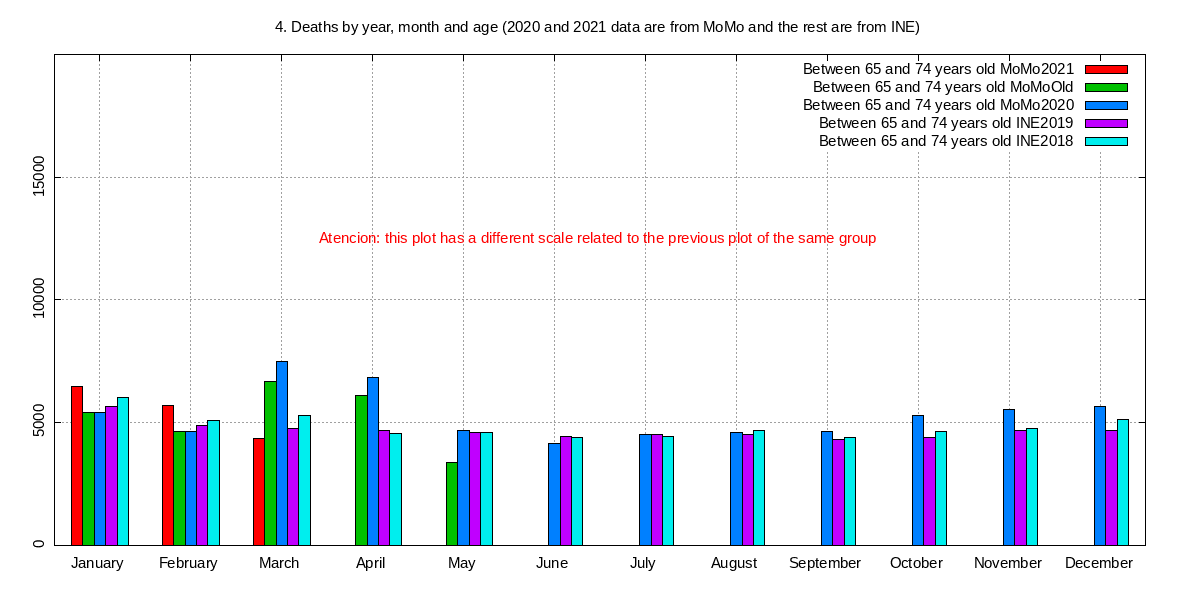 4. Deaths by year, month and age (2020 and 2021 data are from MoMo and the rest are from INE)
Between 65 and 74 years old MoMo2021
Between 65 and 74 years old MoMoOld
Between 65 and 74 years old MoMo2020
Between 65 and 74 years old INE2019
Between 65 and 74 years old INE2018
15000
Atencion: this plot has a different scale related to the previous plot of the same group
10000
5000
0
January February March April May June July August September October November December